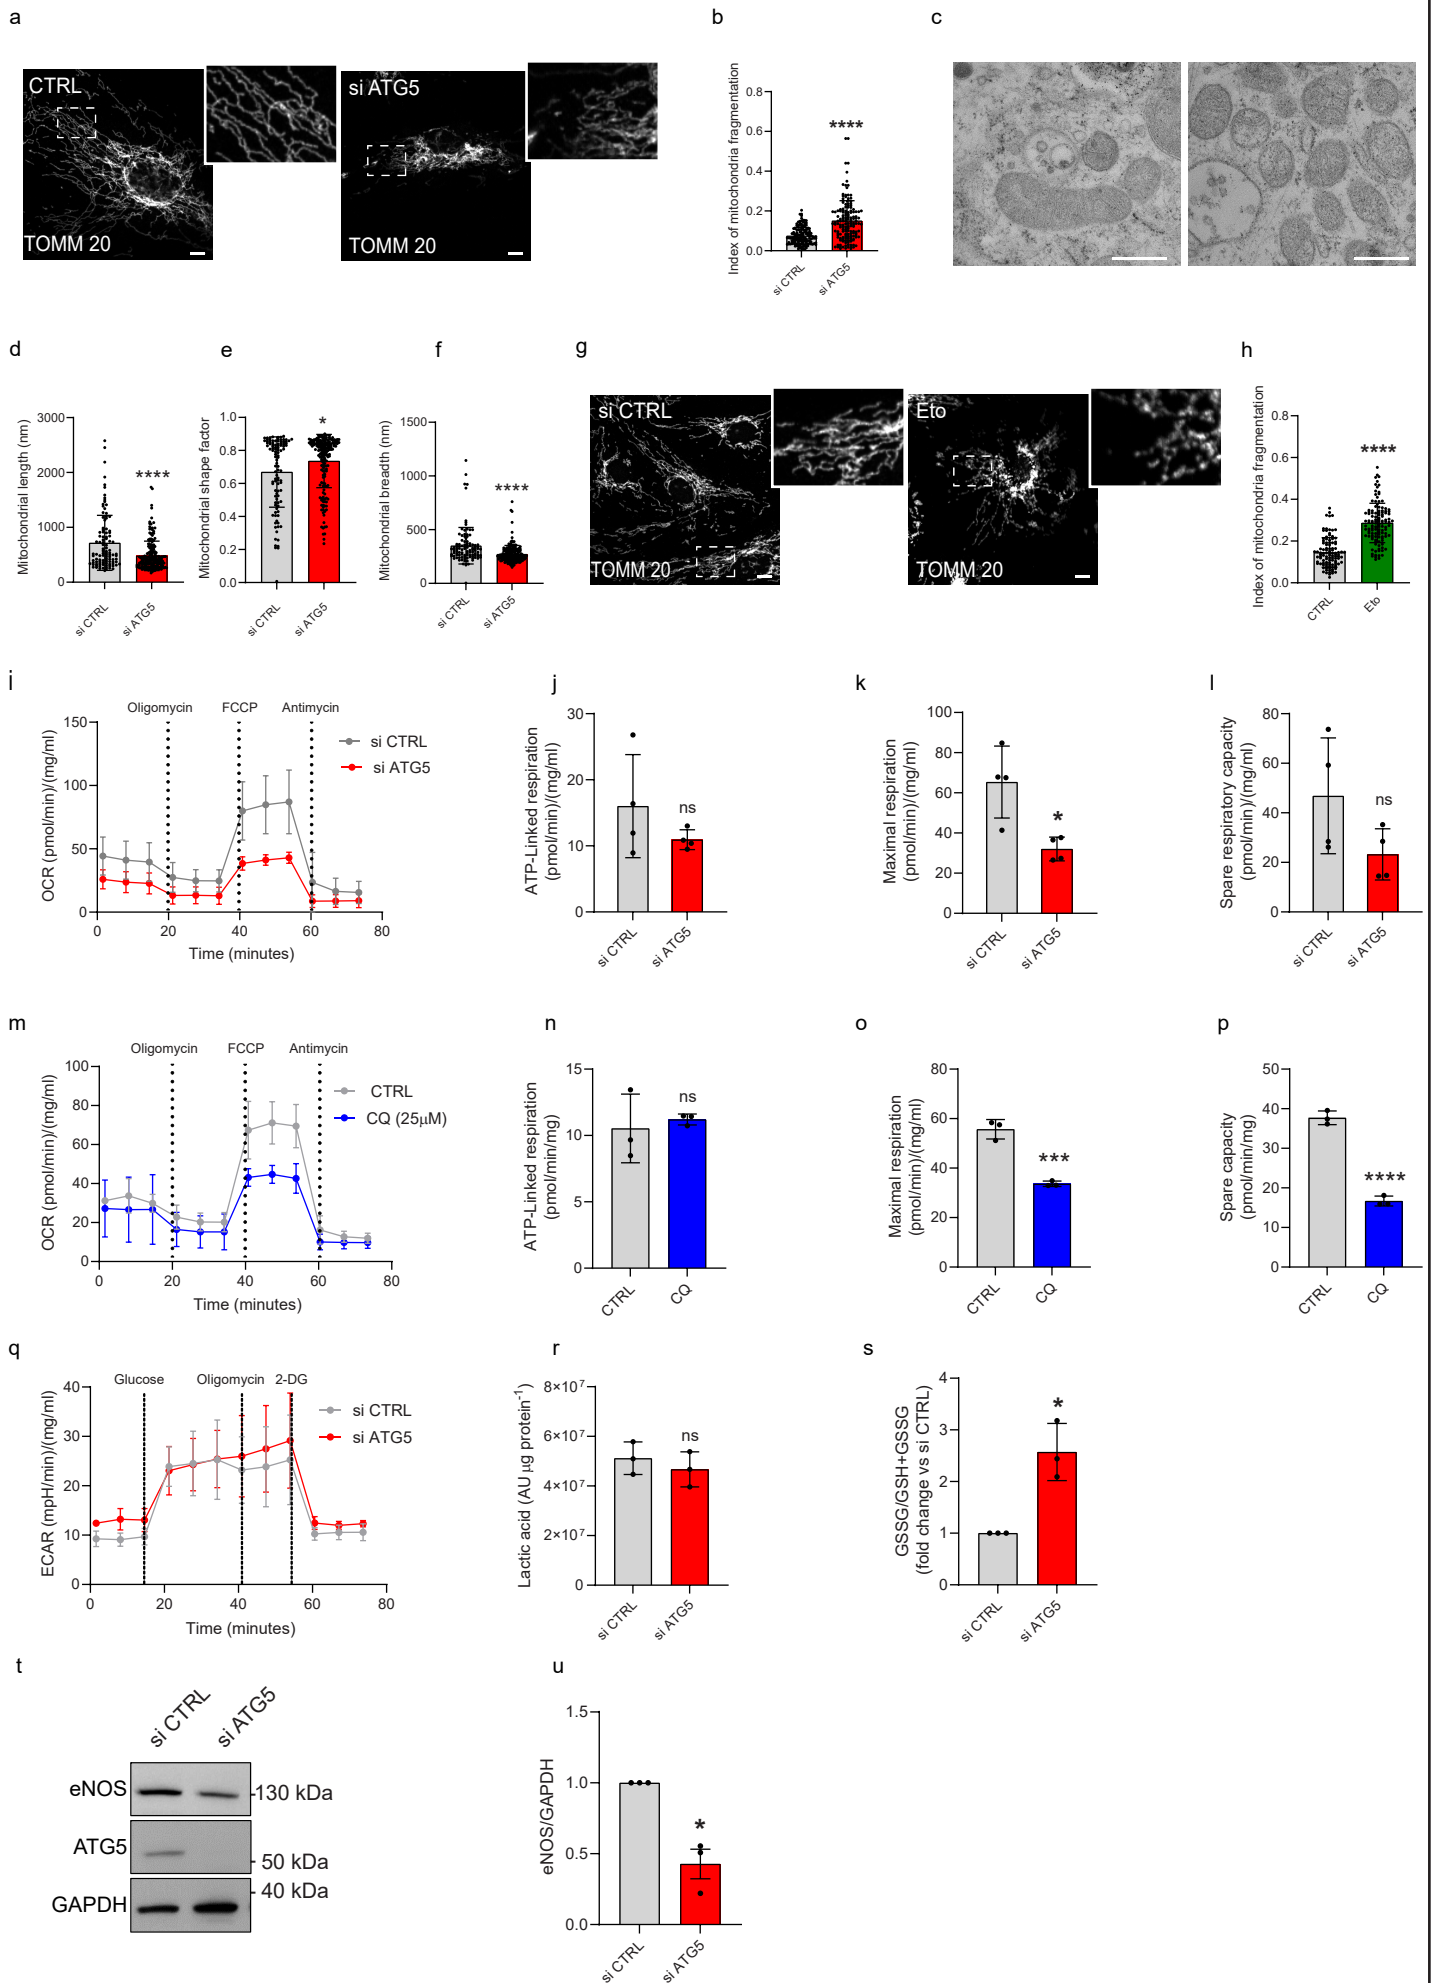 a
b
c
CTRL
TOMM 20
si ATG5
Index of mitochondria fragmentation
0.8
0.6
0.4
0.2
0.0
****
si CTRL
si ATG5
d
e
f
g
h
Mitochondrial length (nm)
3000
2000
1000
0
****
si CTRL
si ATG5
Mitochondrial shape factor
1.0
0.8
0.6
0.4
0.2
0.0
*
si CTRL
si ATG5
Mitochondrial breadth (nm)
1500
1000
500
0
****
si CTRL
si ATG5
si CTRL
TOMM 20
Eto
TOMM 20
Index of mitochondria fragmentation
0.8
0.6
0.4
0.2
0.0
****
CTRL
Eto
i
j
k
l
Oligomycin
FCCP
Antimycin
OCR (pmol/min)/(mg/ml)
150
100
50
0
0
20
40
60
80
Time (minutes)
si CTRL
si ATG5
ATP-Linked respiration
(pmol/min)/(mg/ml)
30
20
10
0
ns
si CTRL
si ATG5
Maximal respiration
(pmol/min)/(mg/ml)
100
80
60
40
20
0
*
si CTRL
si ATG5
Spare respiratory capacity
(pmol/min)/(mg/ml)
80
60
40
20
0
ns
si CTRL
si ATG5
m
n
o
p
Oligomycin
FCCP
Antimycin
OCR (pmol/min)/(mg/ml)
100
80
60
40
20
0
0
20
40
60
80
Time (minutes)
CTRL
CQ (25μM)
ATP-Linked respiration
(pmol/min/mg)
15
10
5
0
ns
CTRL
CQ
Maximal respiration
(pmol/min)/(mg/ml)
80
60
40
20
0
***
CTRL
CQ
Spare capacity
(pmol/min/mg)
50
40
30
20
10
0
****
CTRL
CQ
q
r
s
Glucose
Oligomycin
2-DG
ECAR (mpH/min)/(mg/ml)
40
30
20
10
0
0
20
40
60
80
Time (minutes)
si CTRL
si ATG5
Lactic acid (AU μg protein⁻¹)
8×10⁷
6×10⁷
4×10⁷
2×10⁷
0
ns
si CTRL
si ATG5
GSSG/GSH+GSSG
(fold change vs si CTRL)
4
3
2
1
0
*
si CTRL
si ATG5
t
u
si CTRL
si ATG5
eNOS
130 kDa
ATG5
50 kDa
40 kDa
GAPDH
eNOS/GAPDH
1.5
1.0
0.5
0.0
*
si CTRL
si ATG5